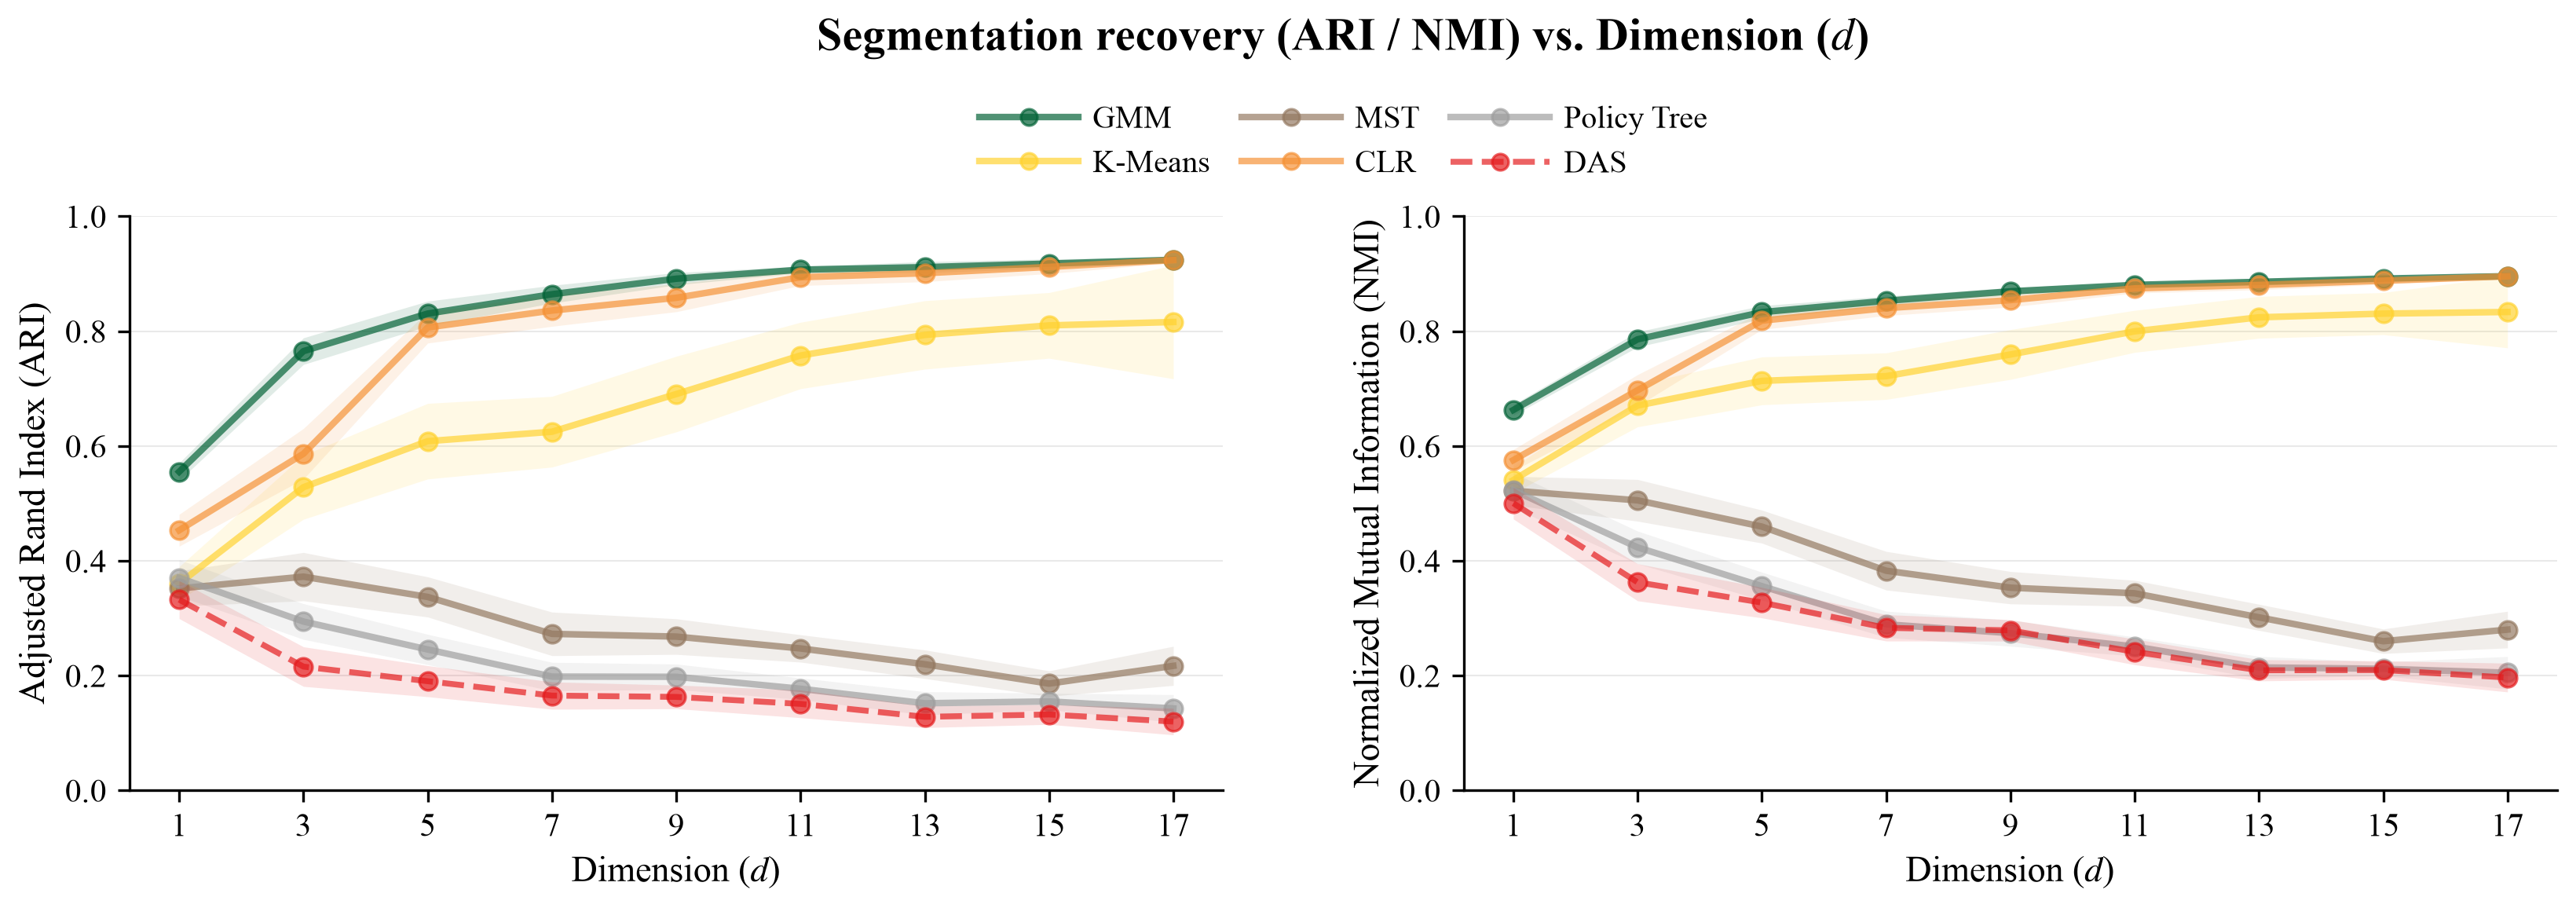 Segmentation recovery (ARI / NMI) vs. Dimension (d)
GMM
MST
Policy Tree
K-Means
CLR
DAS
Adjusted Rand Index (ARI)
1.0
0.8
0.6
0.4
0.2
0.0
1 3 5 7 9 11 13 15 17
Dimension (d)
Normalized Mutual Information (NMI)
1.0
0.8
0.6
0.4
0.2
0.0
1 3 5 7 9 11 13 15 17
Dimension (d)